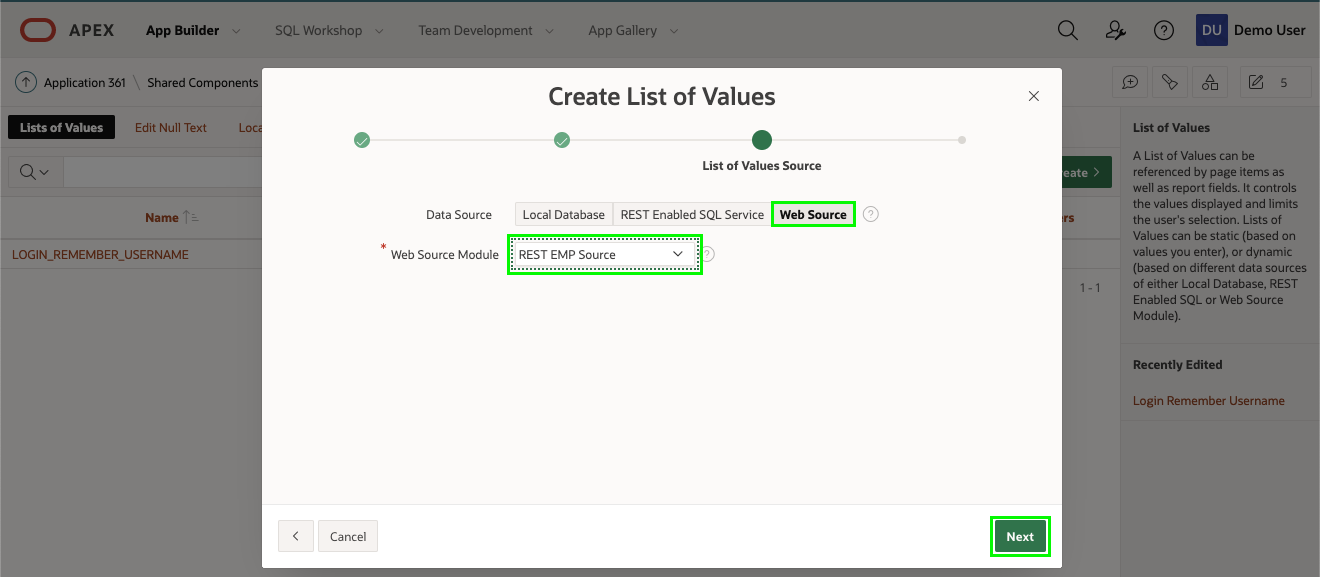 APEX
App Builder
SQL Workshop
Team Development
App Gallery
?
DU
Demo User
Application 361
Shared Components
5
Lists of Values
Edit Null Text
Name
LOGIN_REMEMBER_USERNAME
1 - 1
Create List of Values
List of Values Source
Data Source
Local Database
REST Enabled SQL Service
Web Source
?
* Web Source Module
REST EMP Source
?
Cancel
Next
List of Values
A List of Values can be
referenced by page items as
well as report fields. It controls
the values displayed and limits
the user's selection. Lists of
Values can be static (based on
values you enter), or dynamic
(based on different data sources
of either Local Database, REST
Enabled SQL or Web Source
Module).
Recently Edited
Login Remember Username